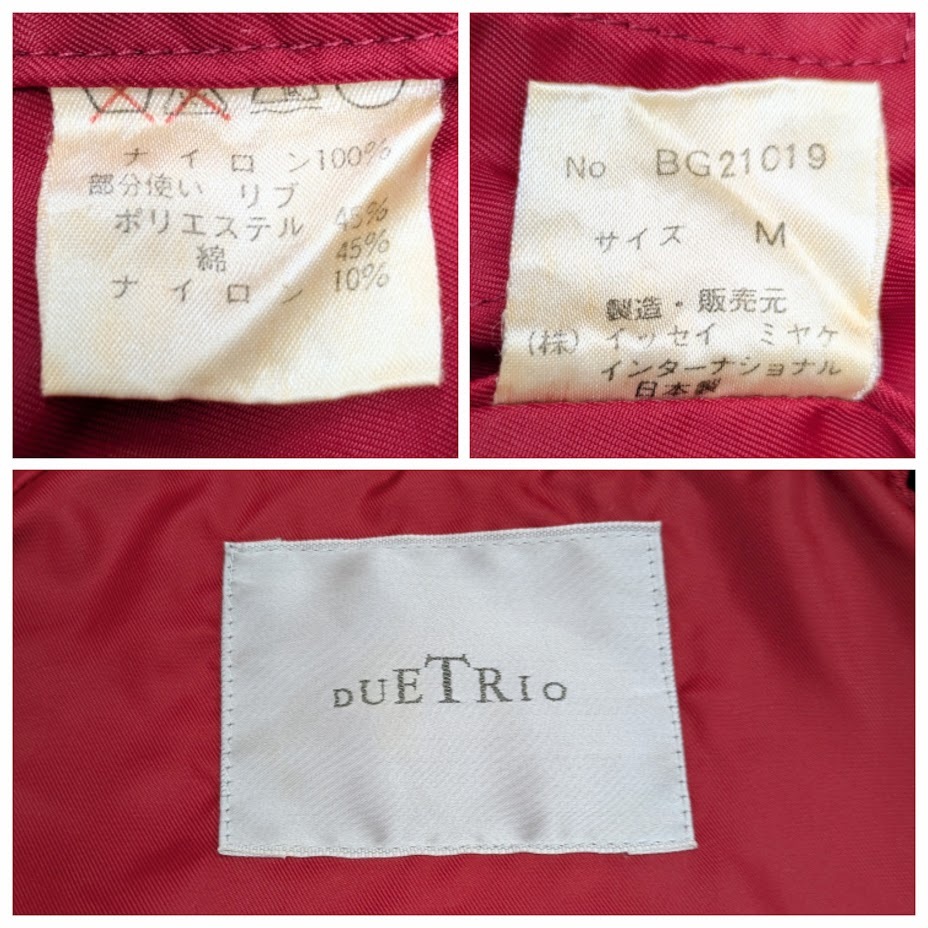 ナイロン100%
部分使い リブ
ポリエステル 45%
綿 45%
ナイロン 10%
No BG21019
サイズ M
製造・販売元
(株)イッセイ ミヤケ
インターナショナル
日本製
DUETRIO